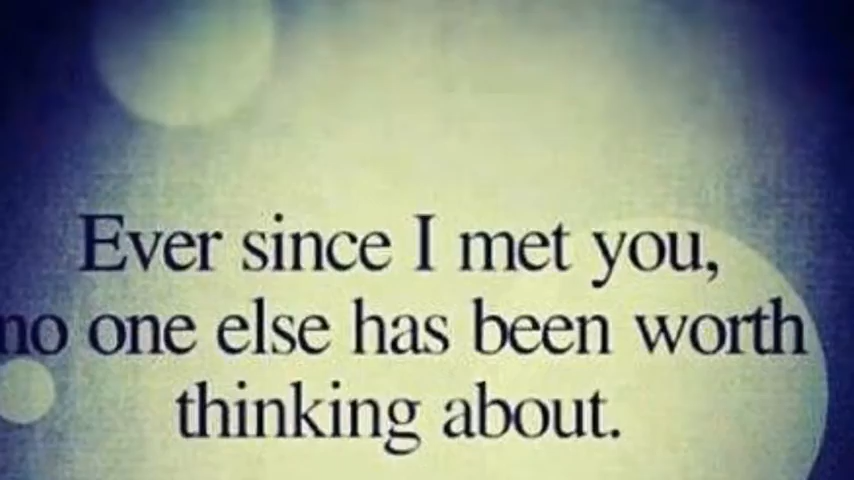 Ever since I met you,
no one else has been worth
thinking about.